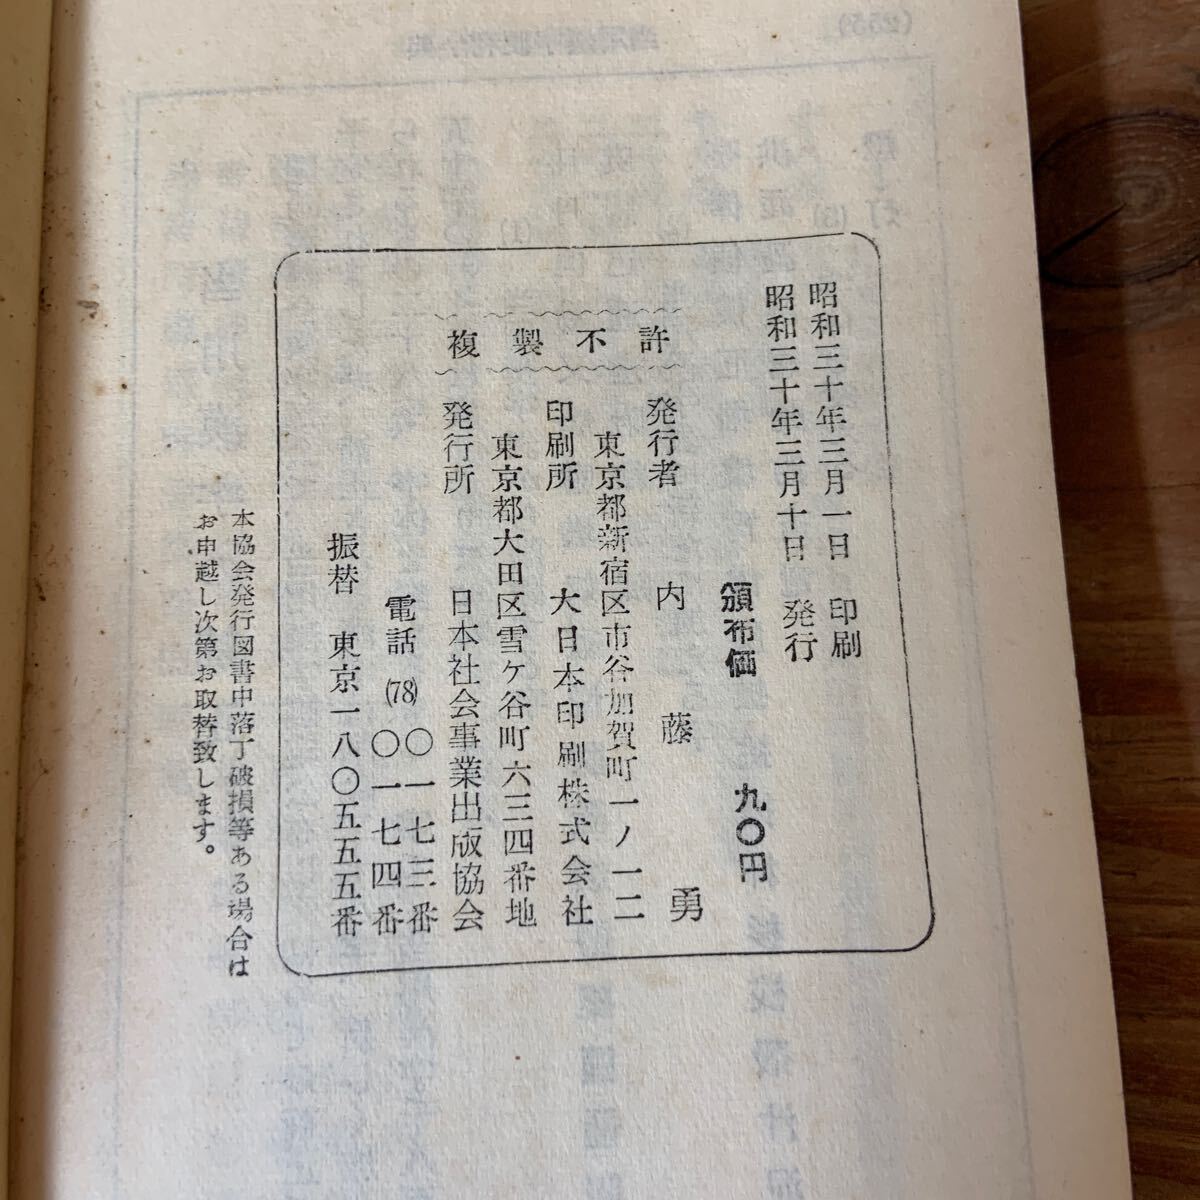 昭和三十年三月一日　印刷
昭和三十年三月十日　発行
頒布価　九〇円
許不製複
発行者　内藤勇
東京都新宿区市谷加賀町一ノ一二
印刷所　大日本印刷株式会社
東京都大田区雪ケ谷町六三四番地
発行所　日本社会事業出版協会
電話(78)〇一七三番
〇一七四番
振替　東京一八〇五五五番
本協会発行図書中落丁破損等ある場合は
お申越し次第お取替致します。